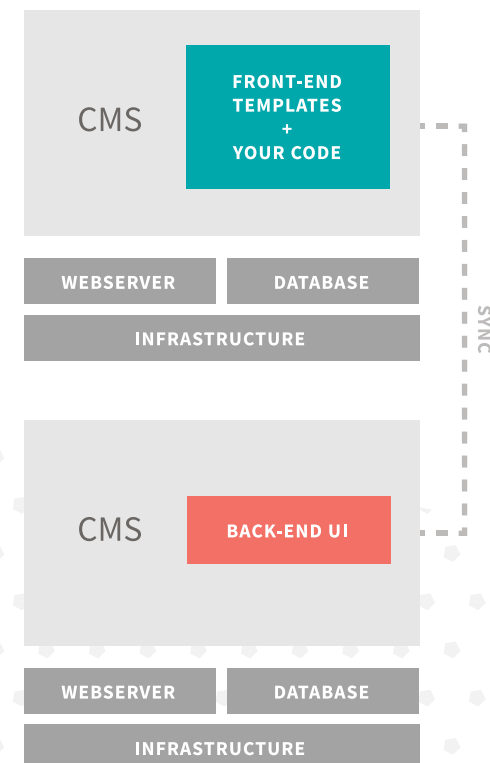 CMS
FRONT-END
TEMPLATES
+
YOUR CODE
WEBSERVER
DATABASE
INFRASTRUCTURE
SYNC
CMS
BACK-END UI
WEBSERVER
DATABASE
INFRASTRUCTURE